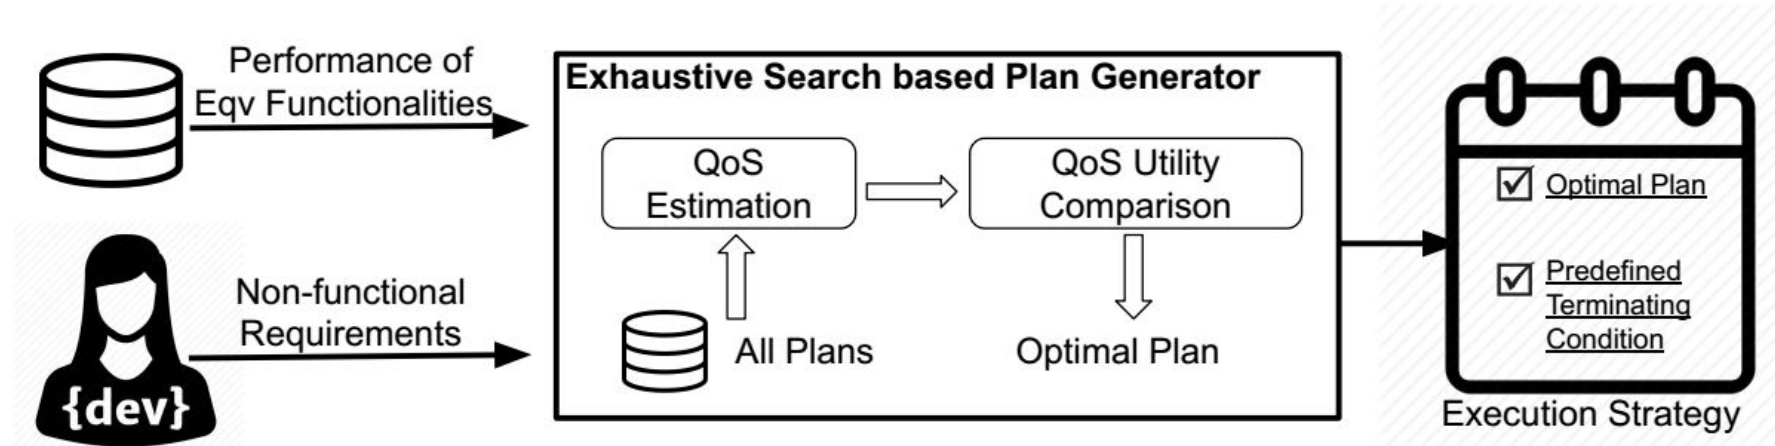 Performance of
Eqv Functionalities
Non-functional
Requirements
{dev}
Exhaustive Search based Plan Generator
QoS
Estimation
QoS Utility
Comparison
All Plans
Optimal Plan
Optimal Plan
Predefined
Terminating
Condition
Execution Strategy